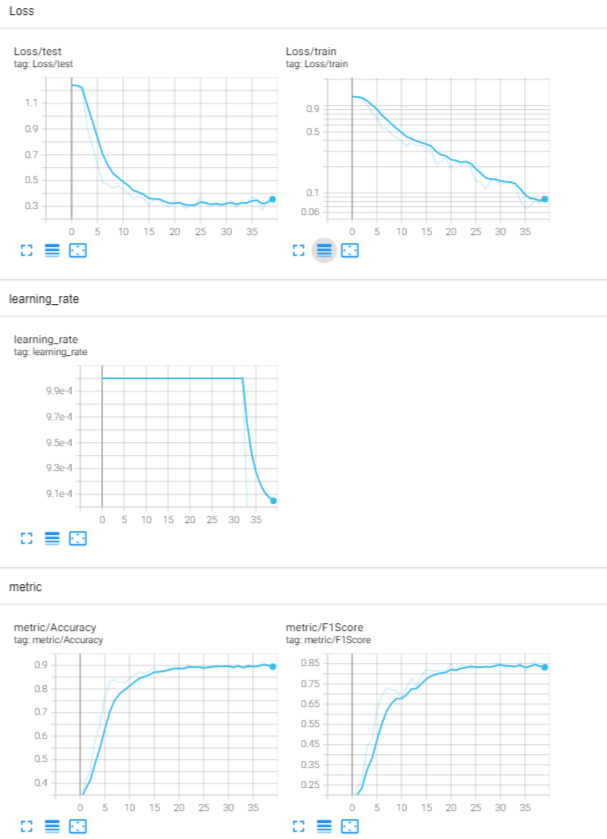 Loss
Loss/test
tag: Loss/test
1.1
0.9
0.7
0.5
0.3
0 5 10 15 20 25 30 35
Loss/train
tag: Loss/train
0.9
0.5
0.1
0.06
0 5 10 15 20 25 30 35
learning_rate
learning_rate
tag: learning_rate
9.9e-4
9.7e-4
9.5e-4
9.3e-4
9.1e-4
0 5 10 15 20 25 30 35
metric
metric/Accuracy
tag: metric/Accuracy
0.9
0.8
0.7
0.6
0.5
0.4
0 5 10 15 20 25 30 35
metric/F1Score
tag: metric/F1Score
0.85
0.75
0.65
0.55
0.45
0.35
0.25
0 5 10 15 20 25 30 35